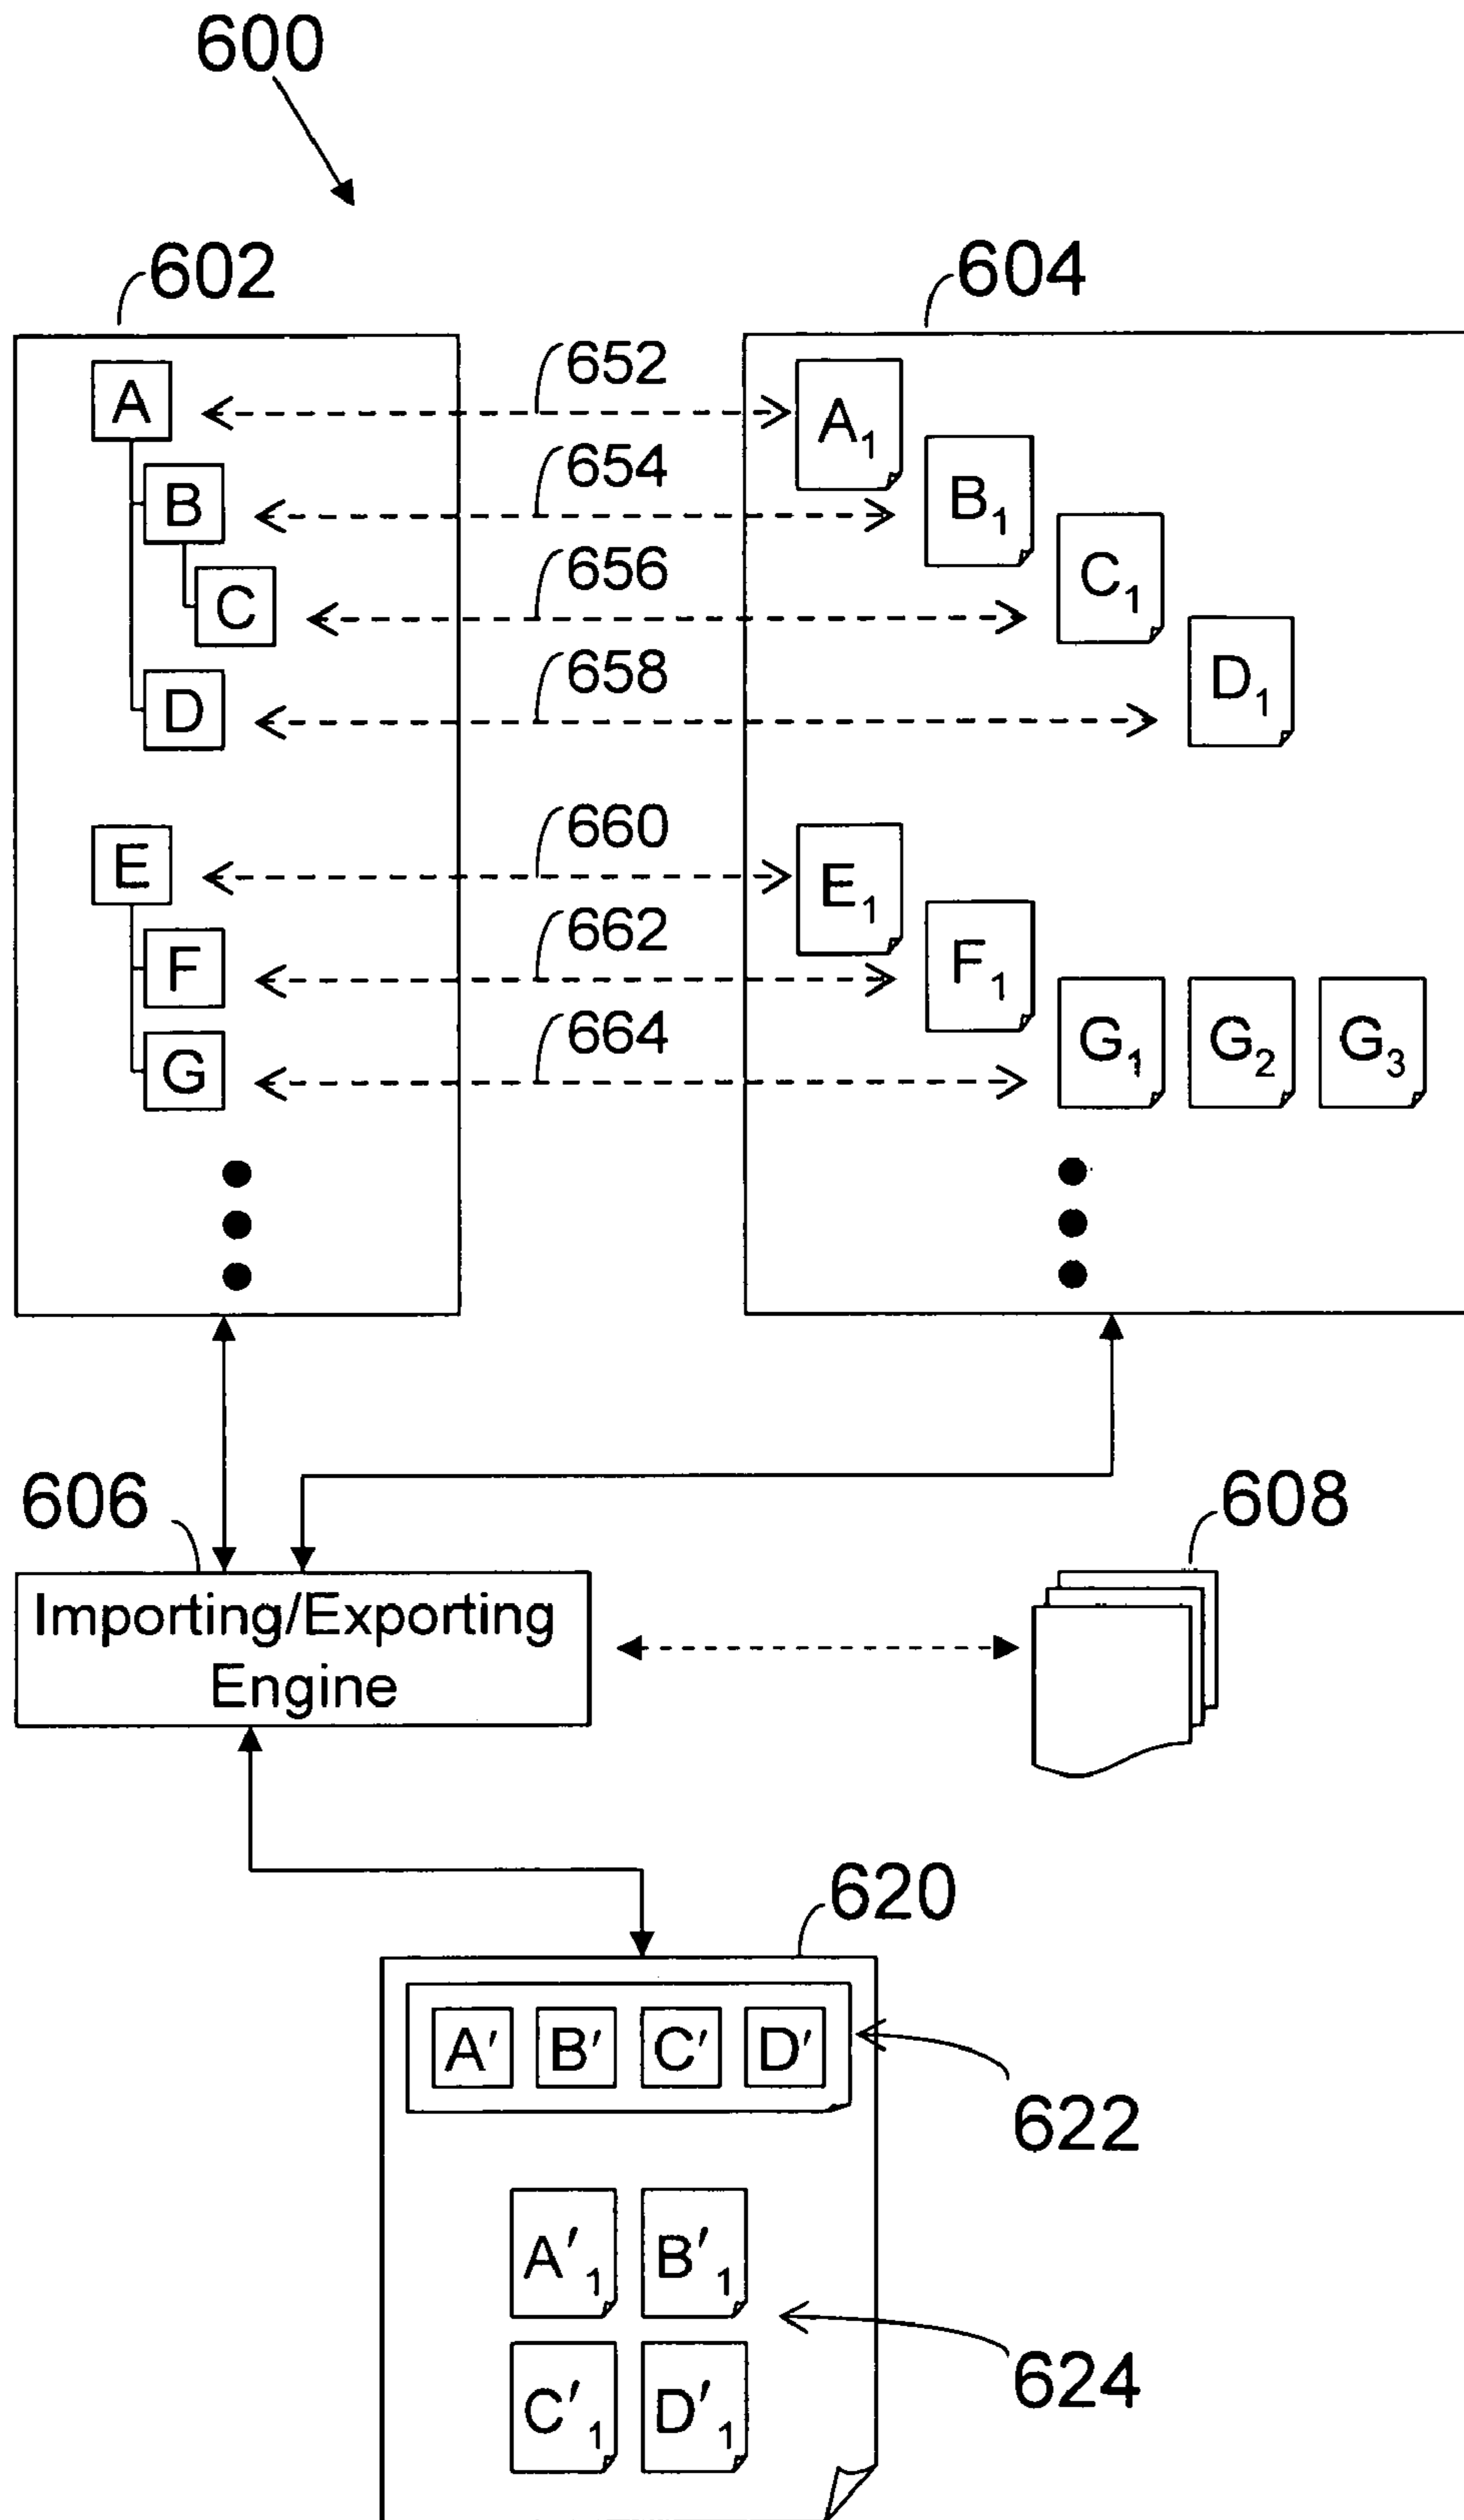 600
602
604
A
652
A1
B
654
B1
C
656
C1
D
658
D1
E
660
E1
F
662
F1
G
664
G1 G2 G3
606
608
Importing/Exporting
Engine
620
A′ B′ C′ D′
622
A′1 B′1
624
C′1 D′1